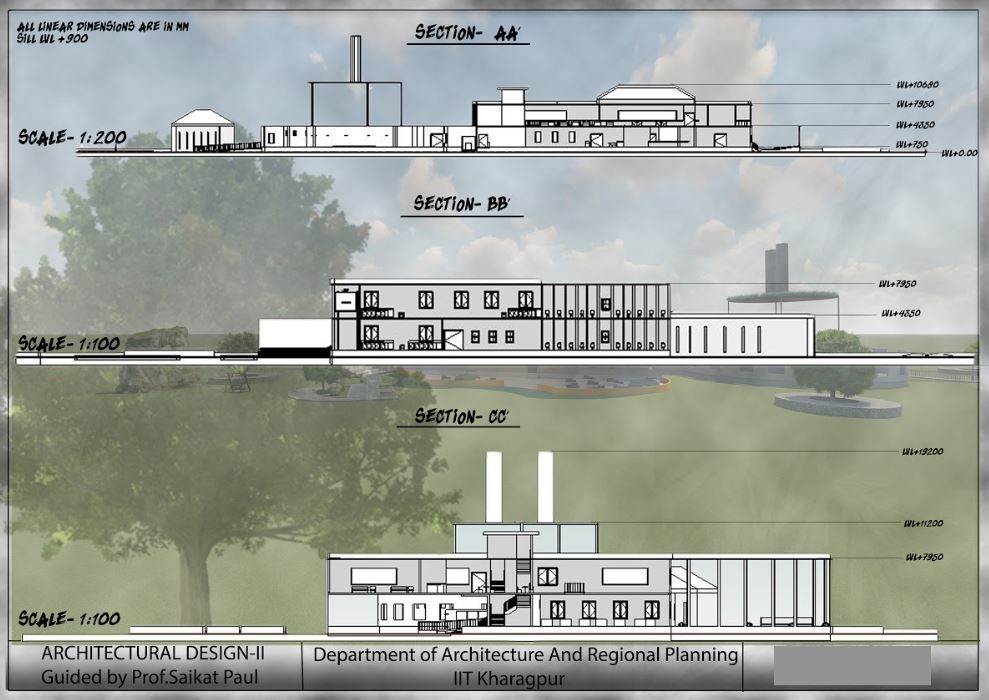 ALL LINEAR DIMENSIONS ARE IN MM
SILL LVL +900
SECTION- AA'
LVL+10690
LVL+7950
LVL+4350
LVL+750
LVL+0.00
SCALE- 1:200
SECTION- BB'
LVL+7950
LVL+4350
SCALE- 1:100
SECTION- CC'
LVL+19200
LVL+11200
LVL+7950
SCALE- 1:100
ARCHITECTURAL DESIGN-II
Guided by Prof.Saikat Paul
Department of Architecture And Regional Planning
IIT Kharagpur